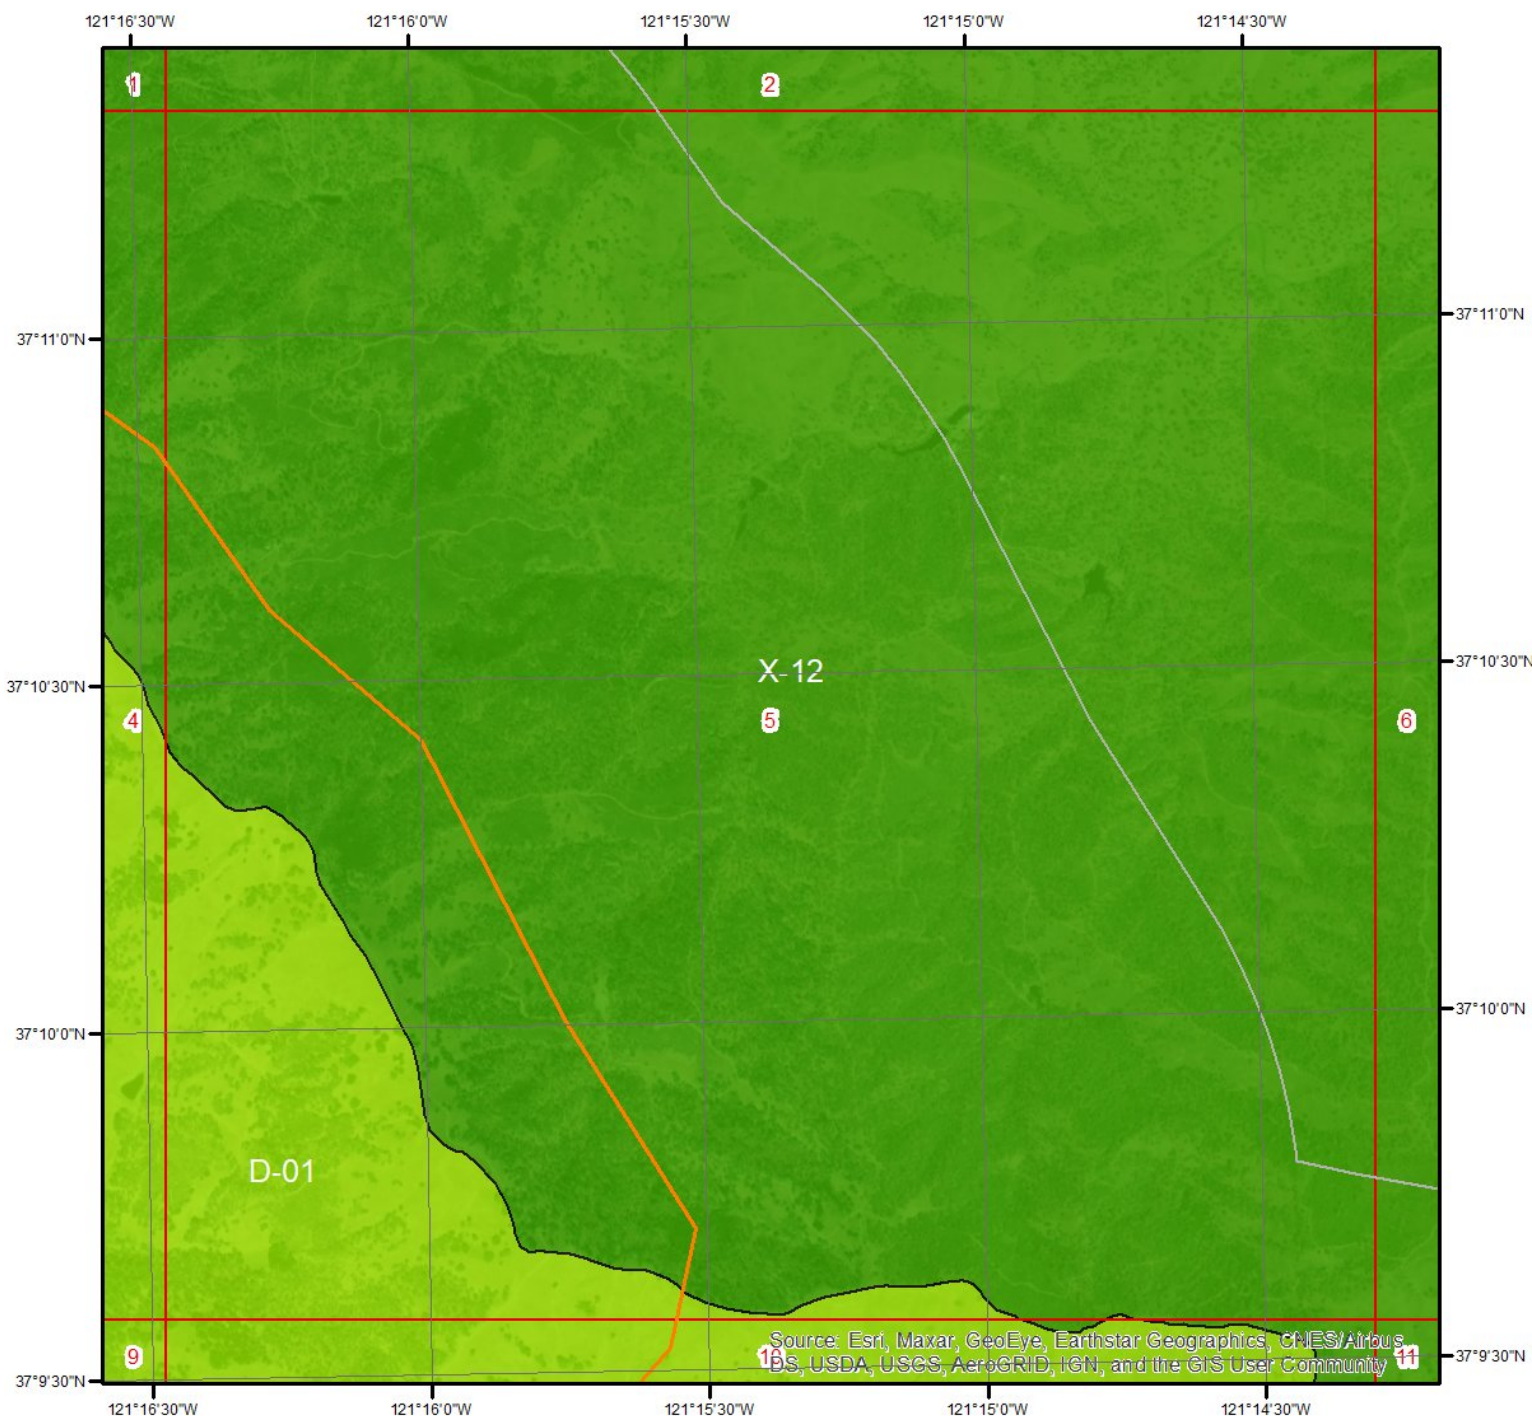 121°16'30"W 121°16'0"W 121°15'30"W 121°15'0"W 121°14'30"W
1 2
37°11'0"N 37°11'0"N
X-12
37°10'30"N 37°10'30"N
4 5 6
37°10'0"N 37°10'0"N
D-01
Source: Esri, Maxar, GeoEye, Earthstar Geographics, CNES/Airbus
9 10 11
DS, USDA, USGS, AeroGRID, IGN, and the GIS User Community
37°9'30"N 37°9'30"N
121°16'30"W 121°16'0"W 121°15'30"W 121°15'0"W 121°14'30"W